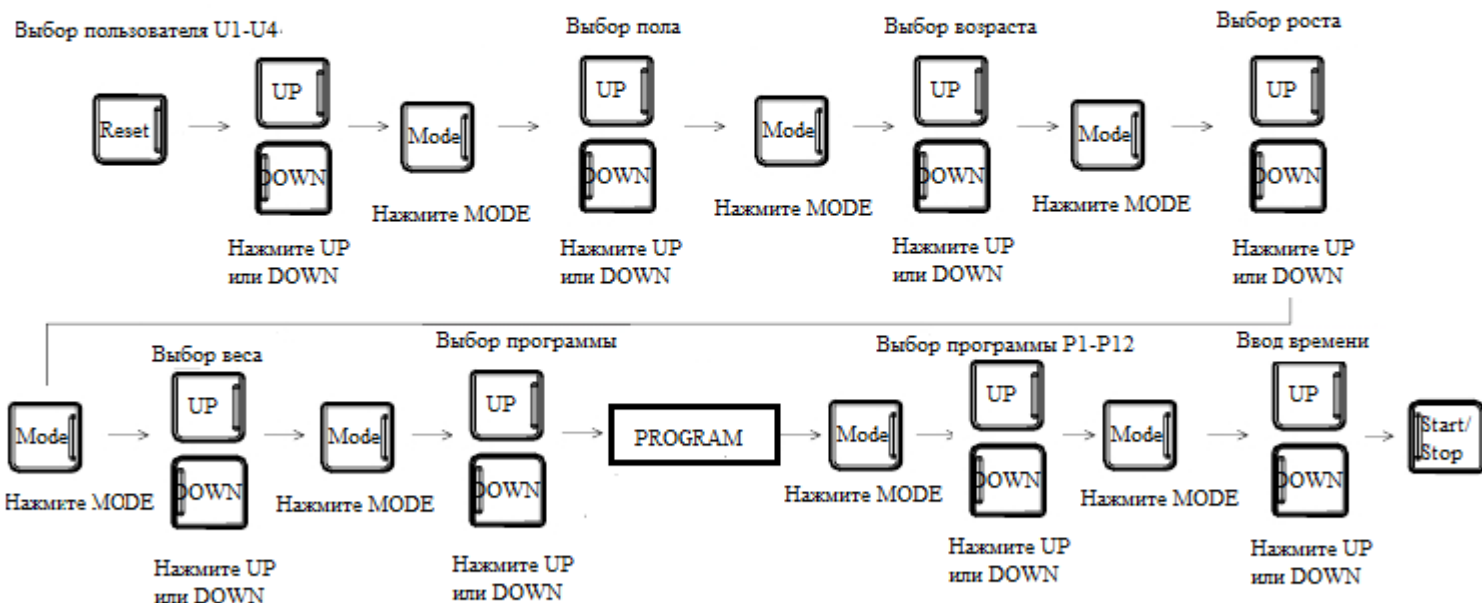 Выбор пользователя U1-U4
Выбор пола
Выбор возраста
Выбор роста
Reset
UP
DOWN
Нажмите UP
или DOWN
Mode
Нажмите MODE
UP
DOWN
Нажмите UP
или DOWN
Mode
Нажмите MODE
UP
DOWN
Нажмите UP
или DOWN
Mode
Нажмите MODE
UP
DOWN
Нажмите UP
или DOWN
Mode
Нажмите MODE
Выбор веса
UP
DOWN
Нажмите UP
или DOWN
Mode
Нажмите MODE
Выбор программы
UP
DOWN
Нажмите UP
или DOWN
PROGRAM
Mode
Нажмите MODE
Выбор программы P1-P12
UP
DOWN
Нажмите UP
или DOWN
Mode
Нажмите MODE
Ввод времени
UP
DOWN
Нажмите UP
или DOWN
Start/
Stop